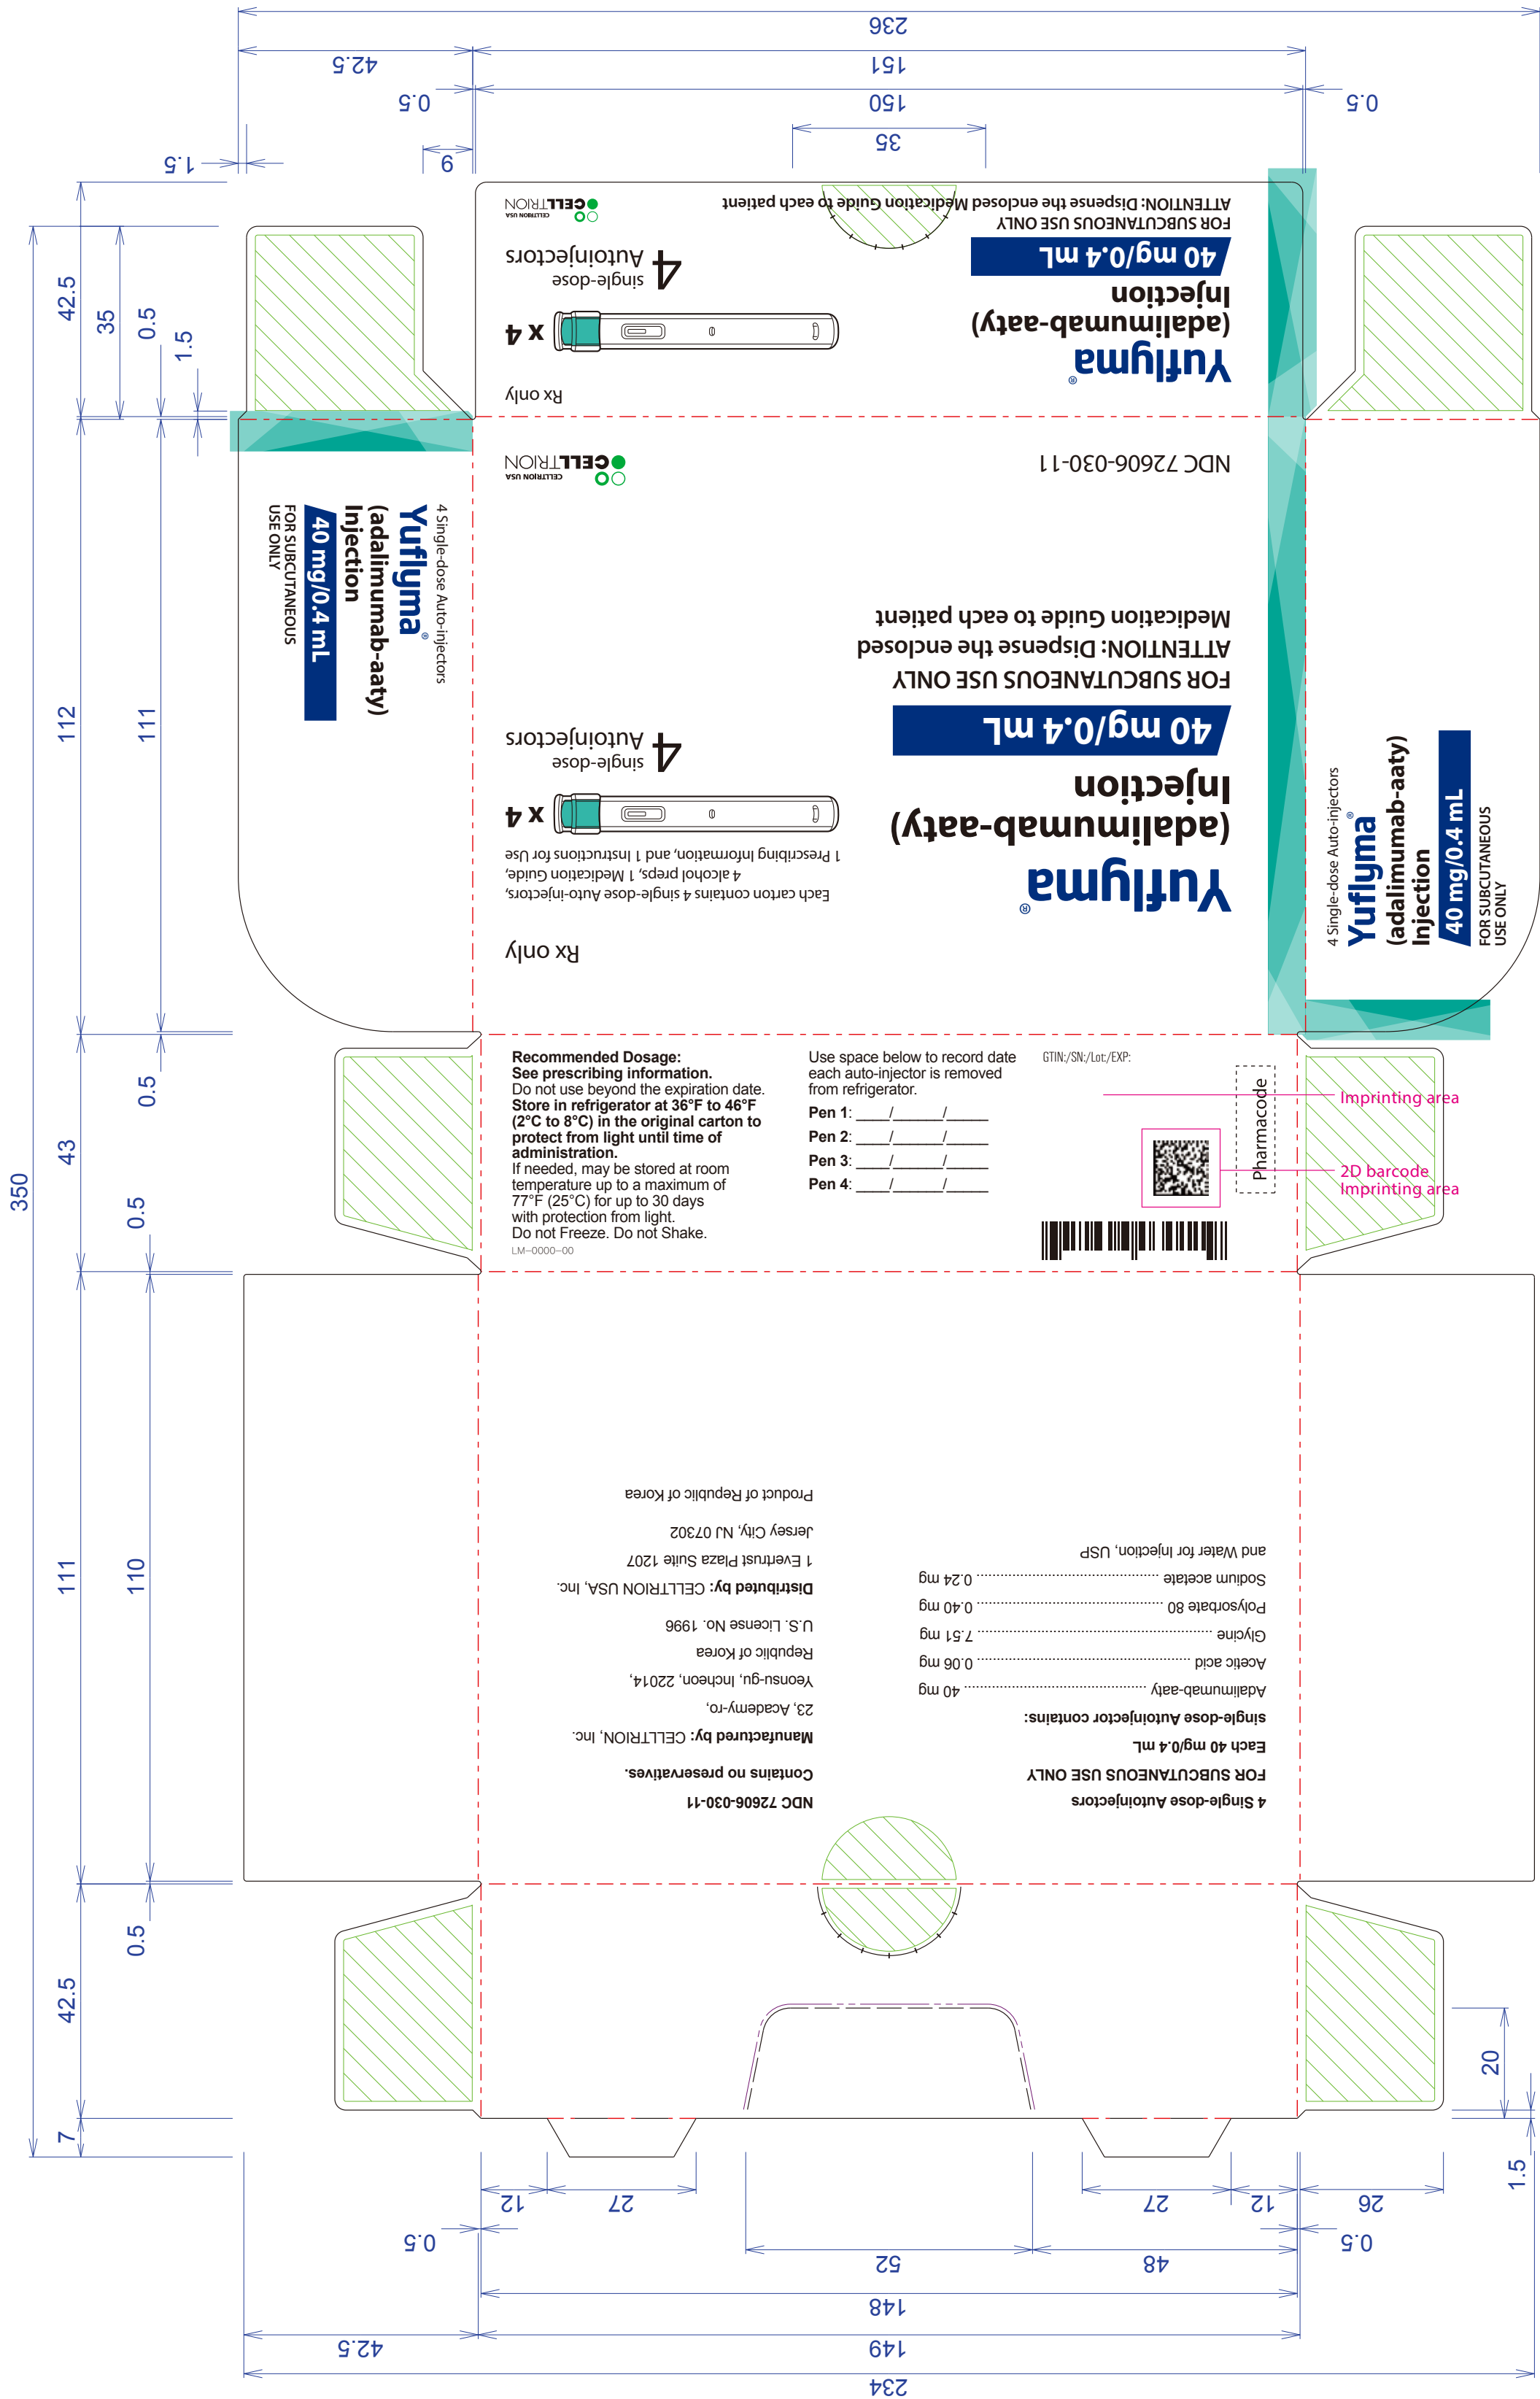 236
42.5
151
0.5
150
0.5
35
1.5
9
ATTENTION: Dispense the enclosed Medication Guide to each patient
FOR SUBCUTANEOUS USE ONLY
40 mg/0.4 mL
Injection
(adalimumab-aaty)
Yuflyma®
CELLTRION USA
CELLTRION
4 single-dose
Autoinjectors
x 4
Rx only
42.5
35
0.5
1.5
NDC 72606-030-11
CELLTRION USA
CELLTRION
Rx only
Each carton contains 4 single-dose Auto-injectors,
4 alcohol preps, 1 Medication Guide,
1 Prescribing Information, and 1 Instructions for Use
x 4
4 single-dose
Autoinjectors
Yuflyma®
(adalimumab-aaty)
Injection
40 mg/0.4 mL
FOR SUBCUTANEOUS USE ONLY
ATTENTION: Dispense the enclosed
Medication Guide to each patient
4 Single-dose Auto-injectors
Yuflyma®
(adalimumab-aaty)
Injection
40 mg/0.4 mL
FOR SUBCUTANEOUS
USE ONLY
4 Single-dose Auto-injectors
Yuflyma®
(adalimumab-aaty)
Injection
40 mg/0.4 mL
FOR SUBCUTANEOUS
USE ONLY
112
111
350
0.5
43
0.5
Recommended Dosage:
See prescribing information.
Do not use beyond the expiration date.
Store in refrigerator at 36°F to 46°F
(2°C to 8°C) in the original carton to
protect from light until time of
administration.
If needed, may be stored at room
temperature up to a maximum of
77°F (25°C) for up to 30 days
with protection from light.
Do not Freeze. Do not Shake.
LM-0000-00
Use space below to record date
each auto-injector is removed
from refrigerator.
Pen 1: ____/______/_____
Pen 2: ____/______/_____
Pen 3: ____/______/_____
Pen 4: ____/______/_____
GTIN:/SN:/Lot:/EXP:
Pharmacode
Imprinting area
2D barcode
Imprinting area
111
110
4 Single-dose Autoinjectors
FOR SUBCUTANEOUS USE ONLY
Each 40 mg/0.4 mL
single-dose Autoinjector contains:
Adalimumab-aaty ........ 40 mg
Acetic acid ........ 0.06 mg
Glycine ........ 7.51 mg
Polysorbate 80 ........ 0.40 mg
Sodium acetate ........ 0.24 mg
and Water for Injection, USP
NDC 72606-030-11
Contains no preservatives.
Manufactured by: CELLTRION, Inc.
23, Academy-ro,
Yeonsu-gu, Incheon, 22014,
Republic of Korea
U.S. License No. 1996
Distributed by: CELLTRION USA, Inc.
1 Evertrust Plaza Suite 1207
Jersey City, NJ 07302
Product of Republic of Korea
0.5
42.5
7
20
1.5
12
27
27
12
26
0.5
0.5
52
48
148
42.5
149
234